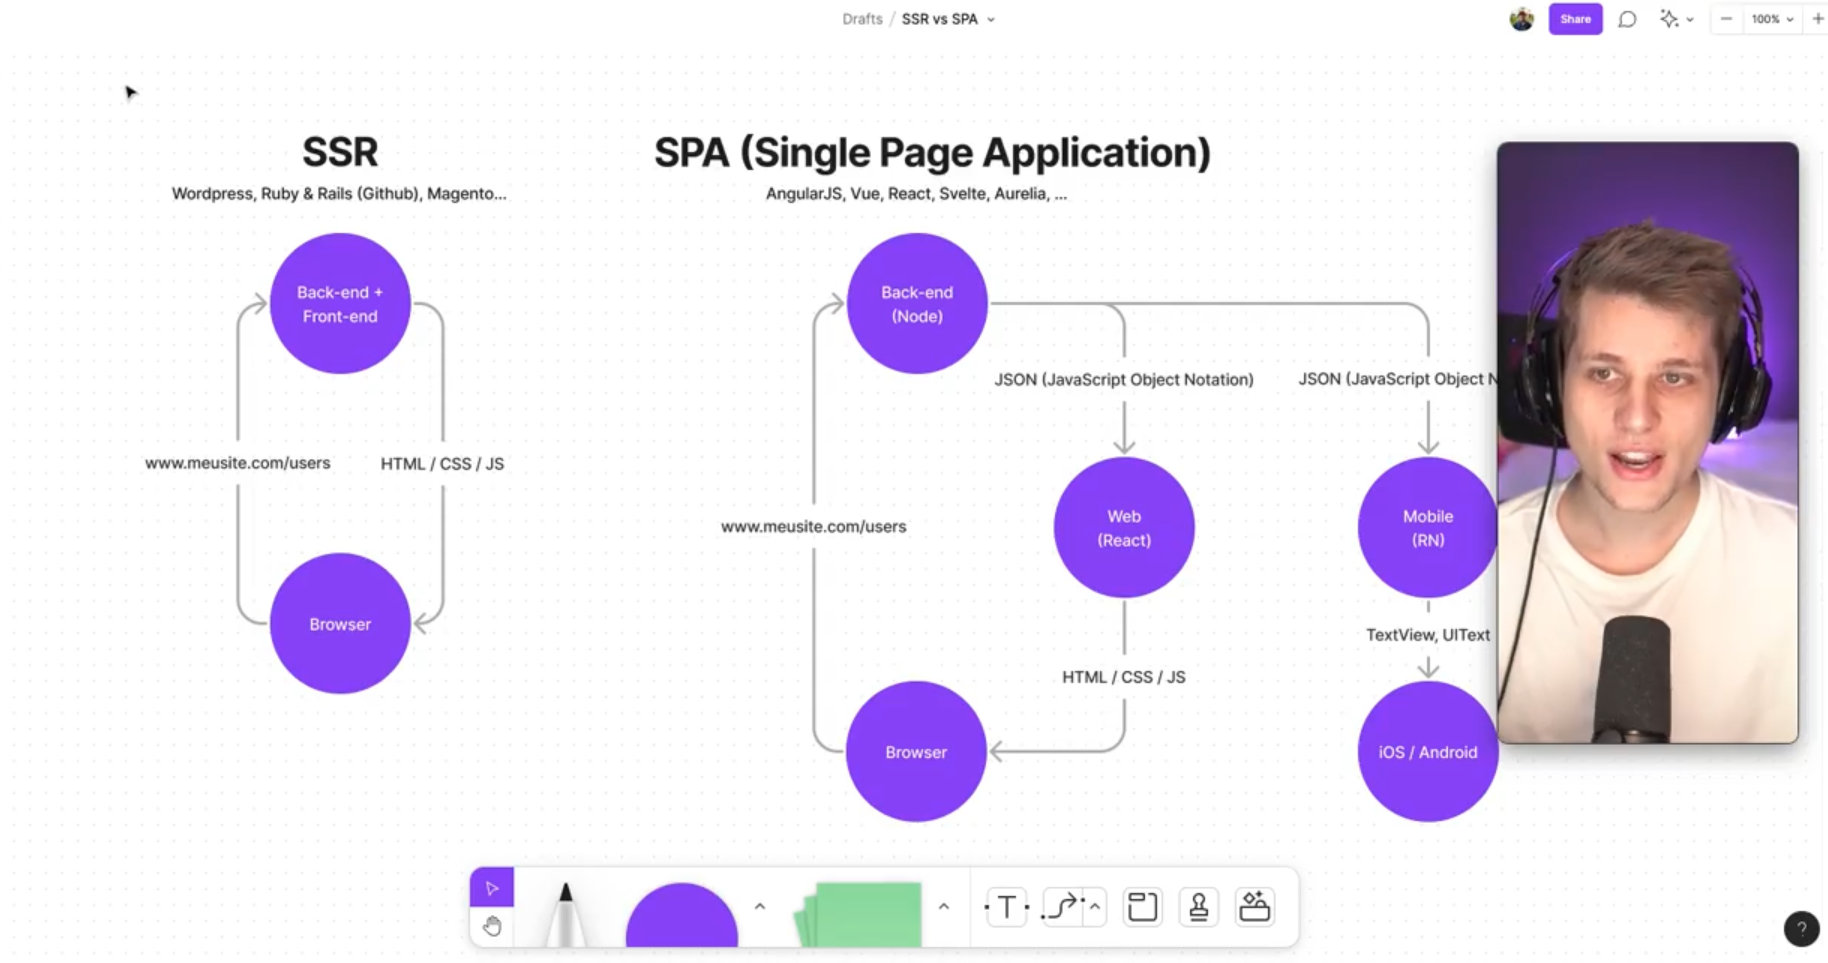 Drafts / SSR vs SPA
Share
100%
SSR
Wordpress, Ruby & Rails (Github), Magento...
Back-end +
Front-end
www.meusite.com/users
HTML / CSS / JS
Browser
SPA (Single Page Application)
AngularJS, Vue, React, Svelte, Aurelia, ...
Back-end
(Node)
JSON (JavaScript Object Notation)
JSON (JavaScript Object N
www.meusite.com/users
Web
(React)
Mobile
(RN)
TextView, UIText
HTML / CSS / JS
Browser
iOS / Android
T
?